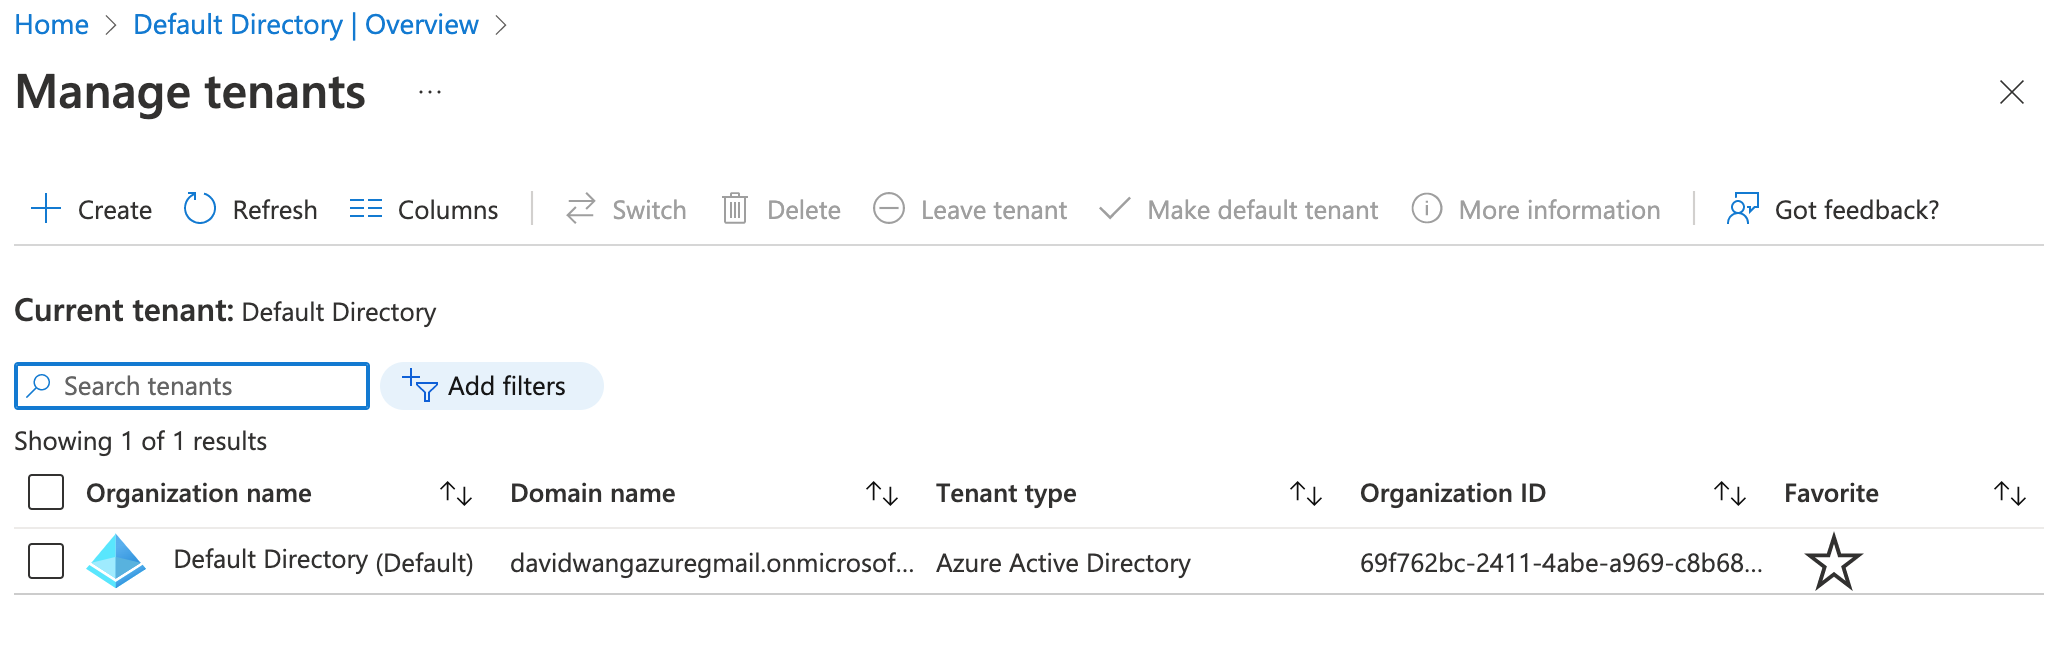 Home > Default Directory | Overview >
Manage tenants ...
Create Refresh Columns Switch Delete Leave tenant Make default tenant More information Got feedback?
Current tenant: Default Directory
Search tenants Add filters
Showing 1 of 1 results
Organization name Domain name Tenant type Organization ID Favorite
Default Directory (Default) davidwangazuregmail.onmicrosof... Azure Active Directory 69f762bc-2411-4abe-a969-c8b68...